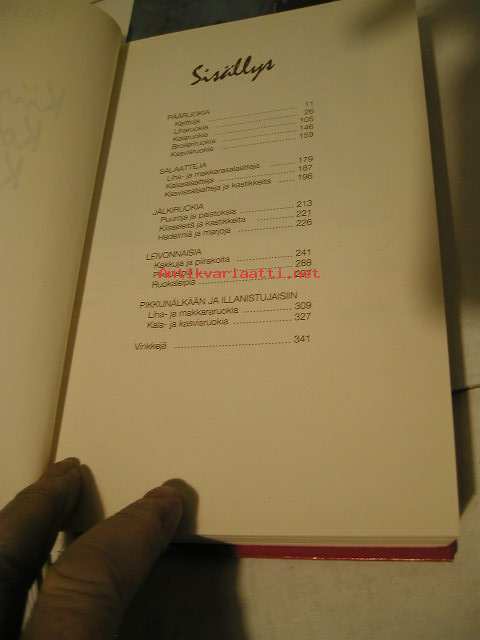 Sisällys
PÄÄRUOKIA
Keittoja 11
Liharuokia 26
Kalaruokia 105
Broileriruokia 146
Kasvisruokia 159
SALAATTEJA
Liha- ja makkarasalaatteja 179
Kalasalaatteja 187
Kasvissalaatteja ja kastikkeita 196
JÄLKIRUOKIA
Puuroja ja paistoksia 213
Kiisseleitä ja kastikkeita 221
Hedelmiä ja marjoja 226
LEIVONNAISIA
Kakkuja ja piirakoita 241
288
Ruokaleipiä 297
Antikvariaatti.net
PIKKUNÄLKÄÄN JA ILLANISTUJAISIIN
Liha- ja makkararuokia 309
Kala- ja kasvisruokia 327
Vinkkejä 341